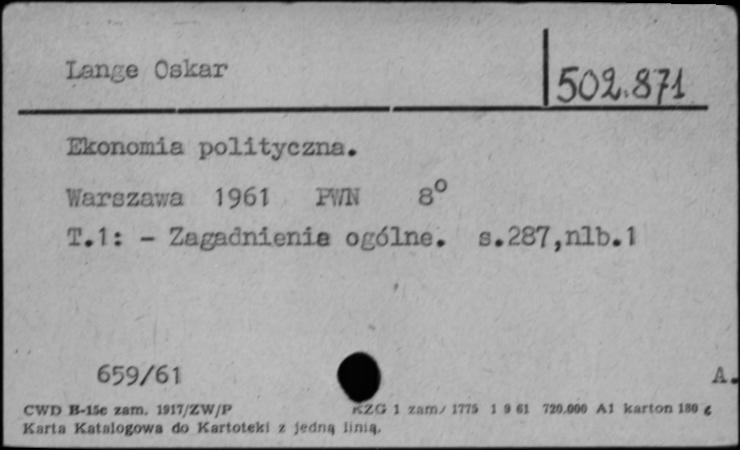 Lange Oskar
502.871
Ekonomia polityczna.
Warszawa 1961 PWN 8°
T.1: - Zagadnienia ogólne. s.287,nlb.1
659/61 A.
CWD B-15c zam. 1917/ZW/P KZG 1 zam/ 1775 1 9 61 720.000 A1 karton 180 g
Karta Katalogowa do Kartoteki z jedną linią.